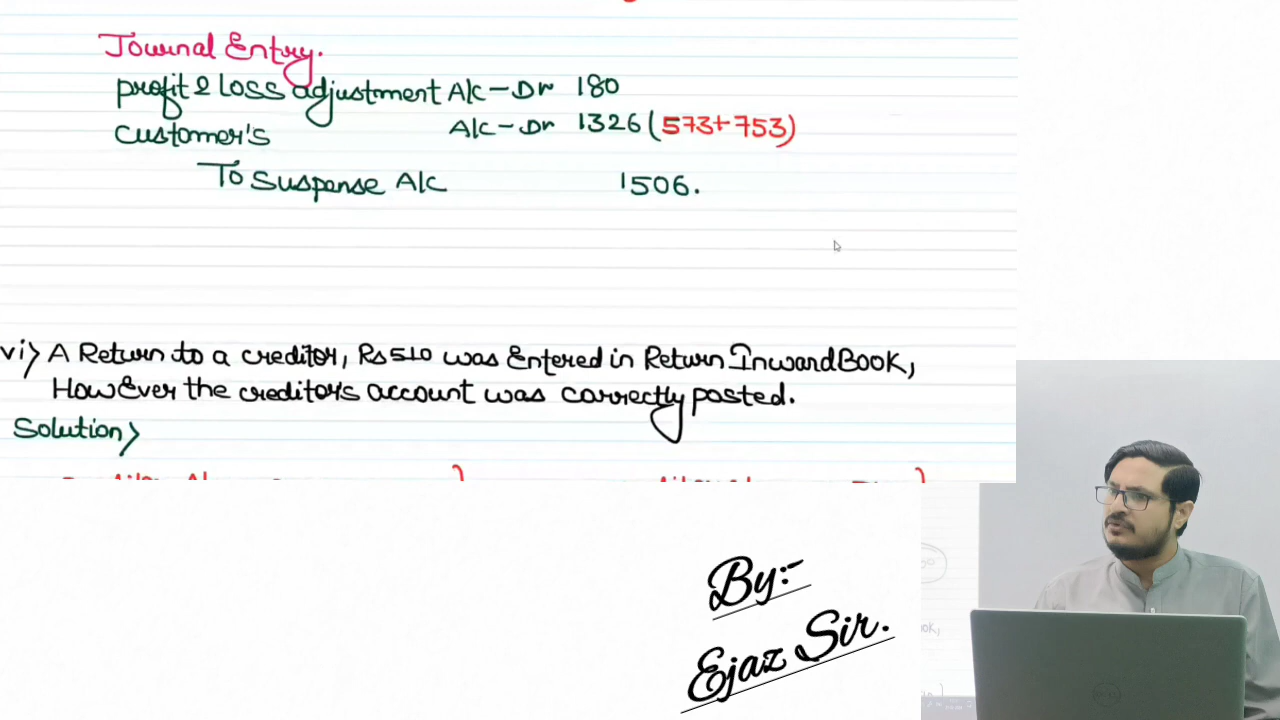 Journal Entry.
profit & Loss adjustment A/c - Dr 180
customer's A/c - Dr 1326 (573+753)
To Suspense A/c 1506.
vi) A Return to a creditor, Rs 510 was Entered in Return Inward Book,
However the creditor's account was correctly posted.
Solution>
By:-
Ejaz Sir.